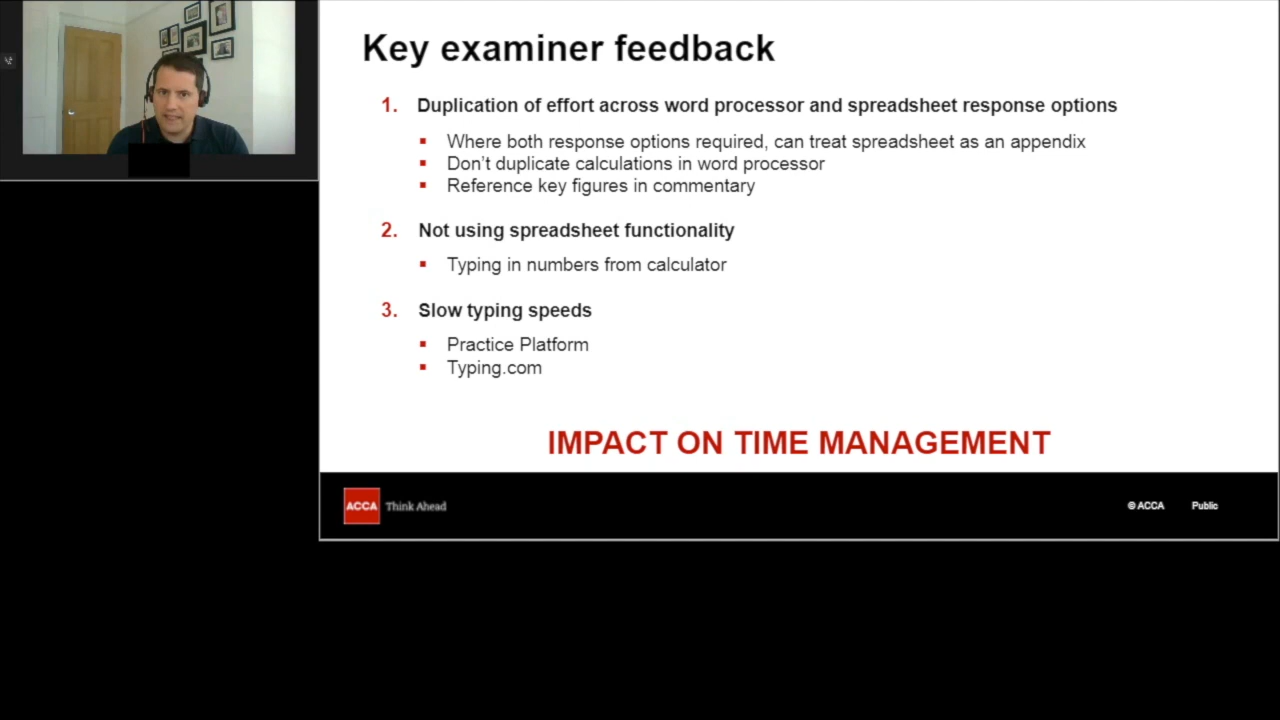 Key examiner feedback
1. Duplication of effort across word processor and spreadsheet response options
▪ Where both response options required, can treat spreadsheet as an appendix
▪ Don't duplicate calculations in word processor
▪ Reference key figures in commentary
2. Not using spreadsheet functionality
▪ Typing in numbers from calculator
3. Slow typing speeds
▪ Practice Platform
▪ Typing.com
IMPACT ON TIME MANAGEMENT
ACCA Think Ahead
© ACCA Public